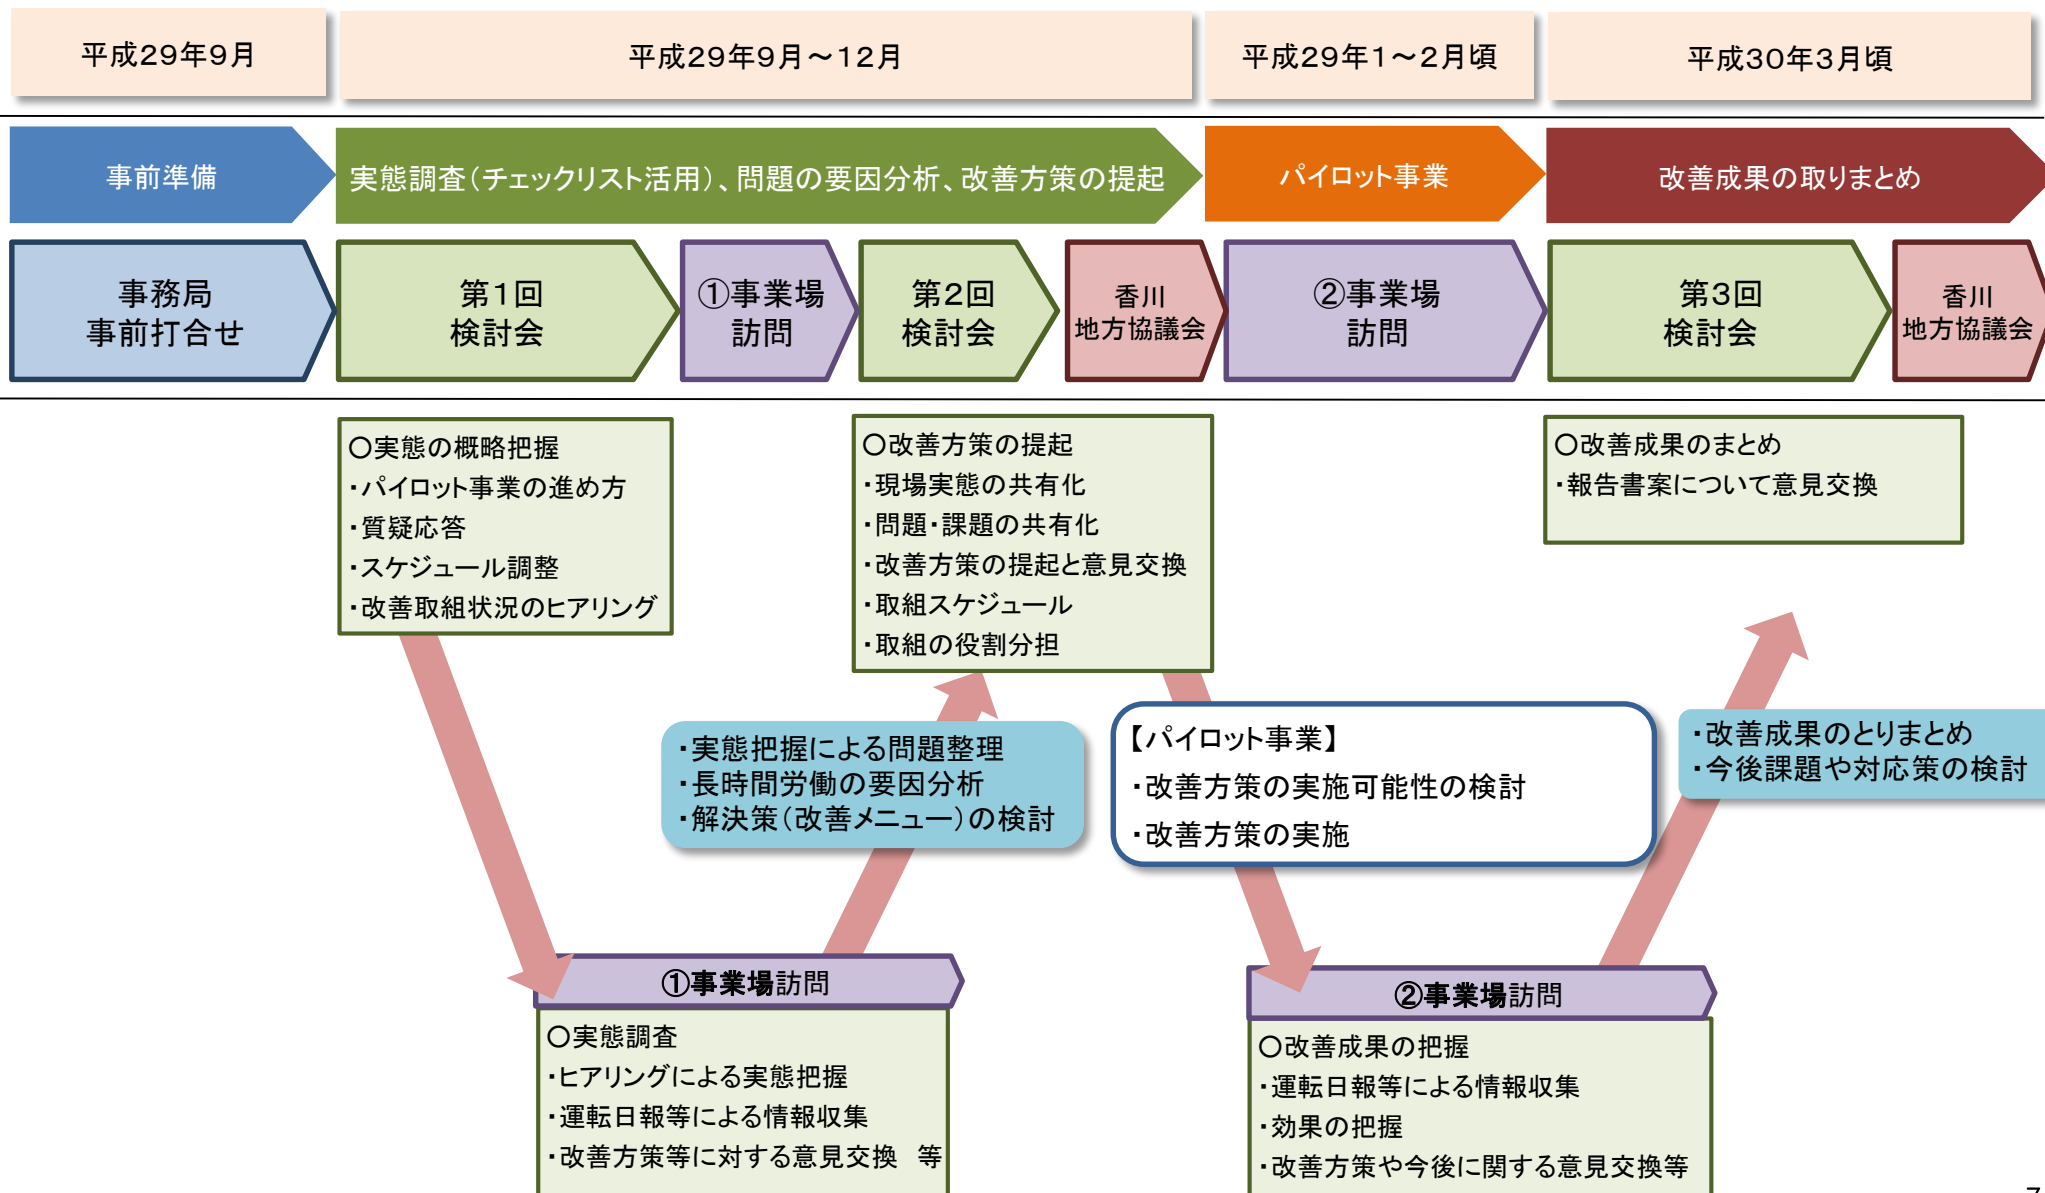 平成29年9月
平成29年9月～12月
平成29年1～2月頃
平成30年3月頃
事前準備
実態調査（チェックリスト活用）、問題の要因分析、改善方策の提起
パイロット事業
改善成果の取りまとめ
事務局
事前打合せ
第1回
検討会
①事業場
訪問
第2回
検討会
香川
地方協議会
②事業場
訪問
第3回
検討会
香川
地方協議会
○実態の概略把握
・パイロット事業の進め方
・質疑応答
・スケジュール調整
・改善取組状況のヒアリング
○改善方策の提起
・現場実態の共有化
・問題・課題の共有化
・改善方策の提起と意見交換
・取組スケジュール
・取組の役割分担
○改善成果のまとめ
・報告書案について意見交換
・実態把握による問題整理
・長時間労働の要因分析
・解決策（改善メニュー）の検討
【パイロット事業】
・改善方策の実施可能性の検討
・改善方策の実施
・改善成果のとりまとめ
・今後課題や対応策の検討
①事業場訪問
○実態調査
・ヒアリングによる実態把握
・運転日報等による情報収集
・改善方策等に対する意見交換　等
②事業場訪問
○改善成果の把握
・運転日報等による情報収集
・効果の把握
・改善方策や今後に関する意見交換等